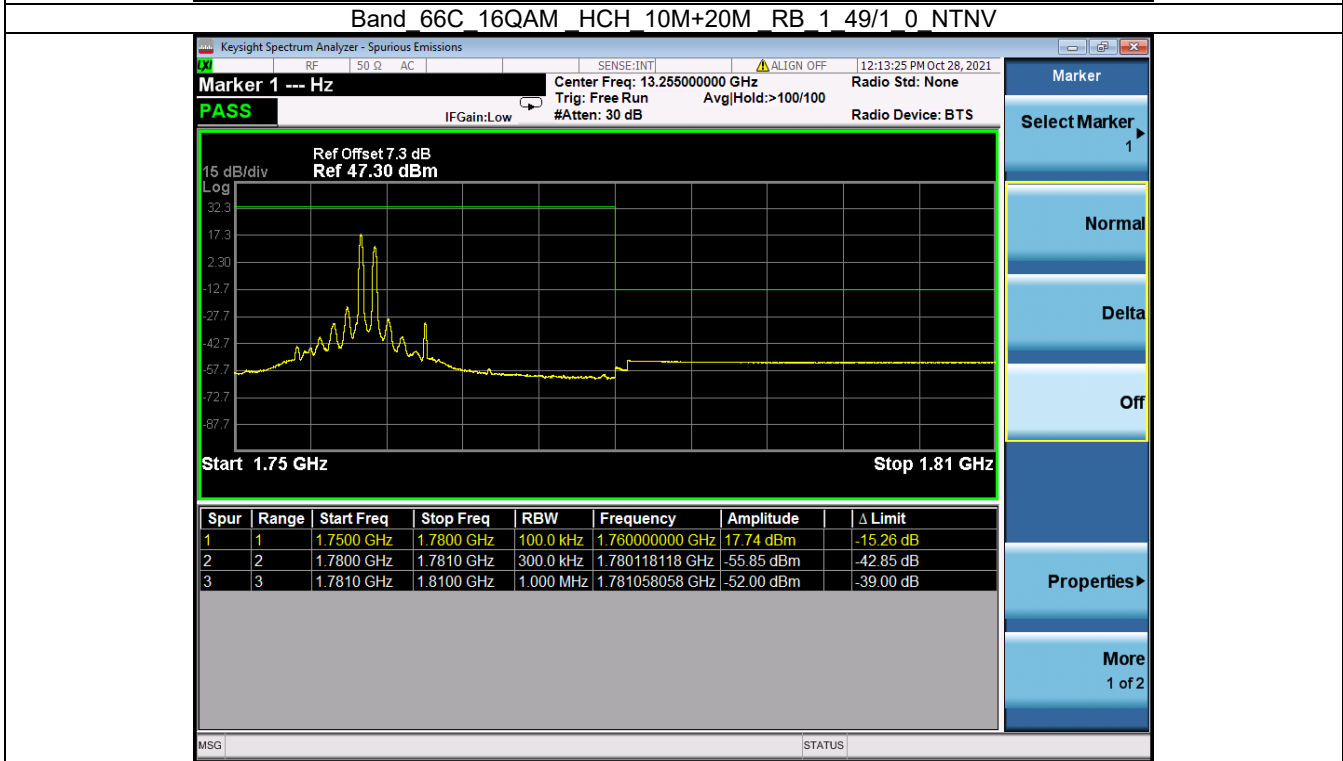 Band_66C_16QAM _HCH_10M+20M _RB_1_49/1_0_NTNV
Keysight Spectrum Analyzer - Spurious Emissions
LXI RF 50 Ω AC SENSE:INT ALIGN OFF 12:13:25 PM Oct 28, 2021
Marker 1 --- Hz
Center Freq: 13.255000000 GHz
Radio Std: None
Trig: Free Run Avg|Hold:>100/100
PASS
IFGain:Low
#Atten: 30 dB
Radio Device: BTS
Ref Offset 7.3 dB
15 dB/div Ref 47.30 dBm
Log
32.3
17.3
2.30
-12.7
-27.7
-42.7
-57.7
-72.7
-87.7
Start 1.75 GHz Stop 1.81 GHz
Spur Range Start Freq Stop Freq RBW Frequency Amplitude Δ Limit
1 1 1.7500 GHz 1.7800 GHz 100.0 kHz 1.760000000 GHz 17.74 dBm -15.26 dB
2 2 1.7800 GHz 1.7810 GHz 300.0 kHz 1.780118118 GHz -55.85 dBm -42.85 dB
3 3 1.7810 GHz 1.8100 GHz 1.000 MHz 1.781058058 GHz -52.00 dBm -39.00 dB
MSG STATUS
Marker
Select Marker
1
Normal
Delta
Off
Properties
More
1 of 2